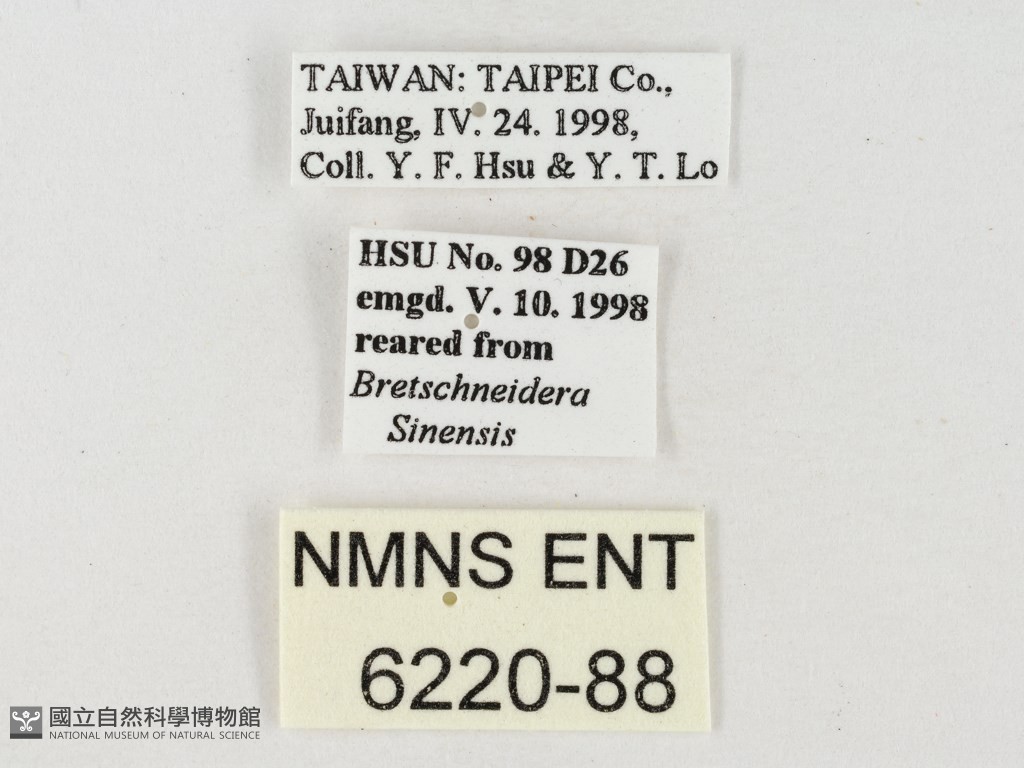 TAIWAN: TAIPEI Co.,
Juifang, IV. 24. 1998,
Coll. Y. F. Hsu & Y. T. Lo
HSU No. 98 D26
emgd. V. 10. 1998
reared from
Bretschneidera
Sinensis
NMNS ENT
6220-88
國立自然科學博物館
NATIONAL MUSEUM OF NATURAL SCIENCE